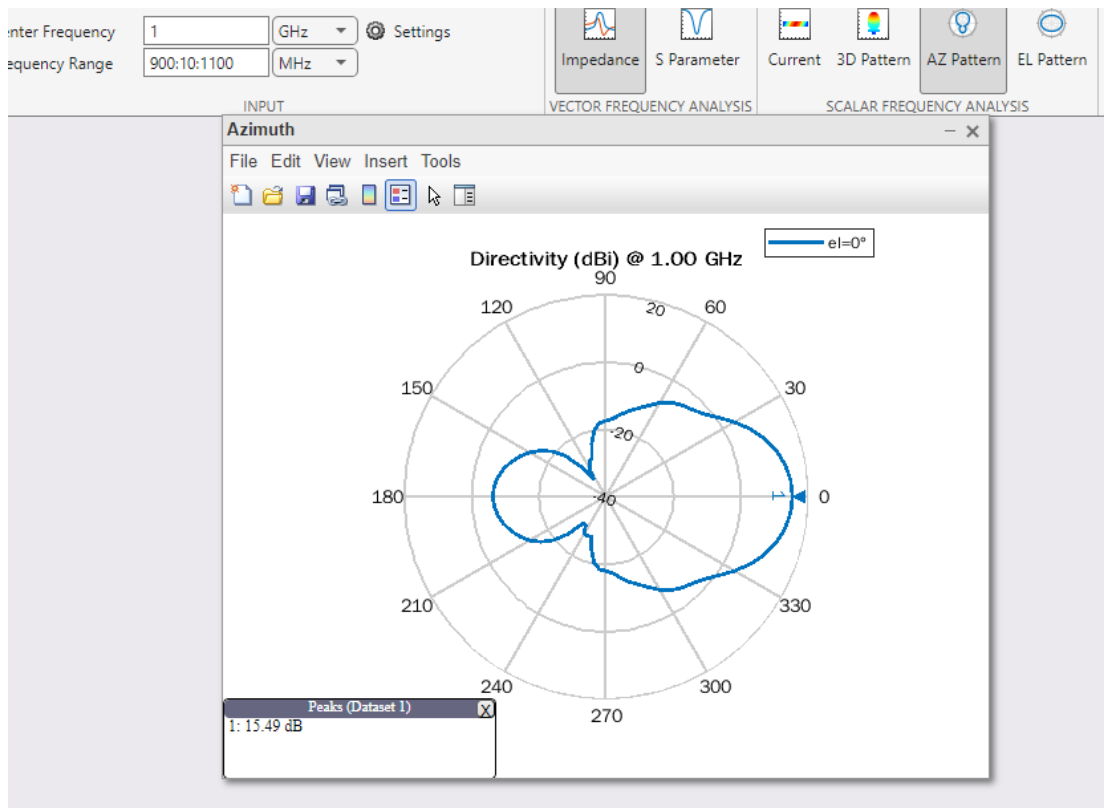 enter Frequency 1 GHz Settings
equency Range 900:10:1100 MHz
Impedance S Parameter Current 3D Pattern AZ Pattern EL Pattern
INPUT VECTOR FREQUENCY ANALYSIS SCALAR FREQUENCY ANALYSIS
Azimuth
File Edit View Insert Tools
el=0°
Directivity (dBi) @ 1.00 GHz
90
120 20 60
0
150 30
-20
180 -40 1 0
210 330
240 300
270
Peaks (Dataset 1) X
1: 15.49 dB